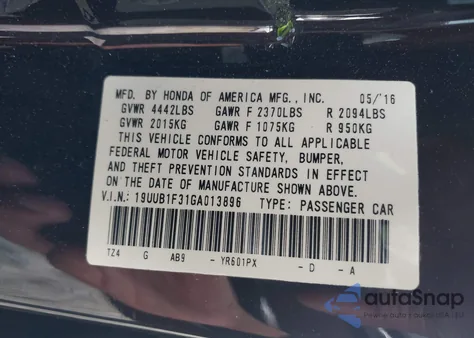 MFD. BY HONDA OF AMERICA MFG., INC. 05/'16
GVWR 4442LBS GAWR F 2370LBS R 2094LBS
GVWR 2015KG GAWR F 1075KG R 950KG
THIS VEHICLE CONFORMS TO ALL APPLICABLE
FEDERAL MOTOR VEHICLE SAFETY, BUMPER,
AND THEFT PREVENTION STANDARDS IN EFFECT
ON THE DATE OF MANUFACTURE SHOWN ABOVE.
V.I.N.: 19UUB1F31GA013896 TYPE: PASSENGER CAR
TZ4 G AB9 - YR601PX - D - A
autoSnap